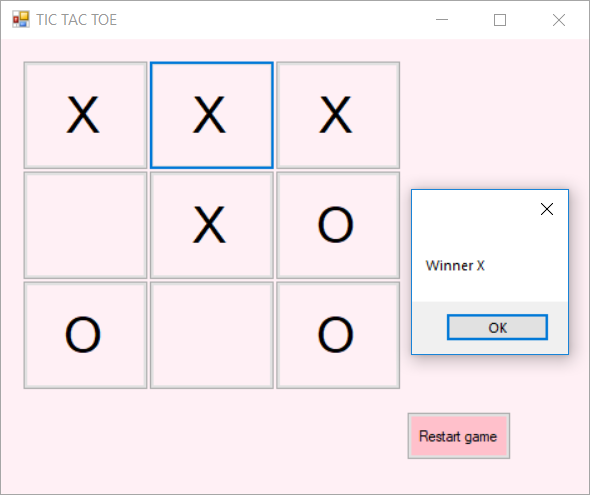 TIC TAC TOE
X X X
X O
O O
Winner X
OK
Restart game